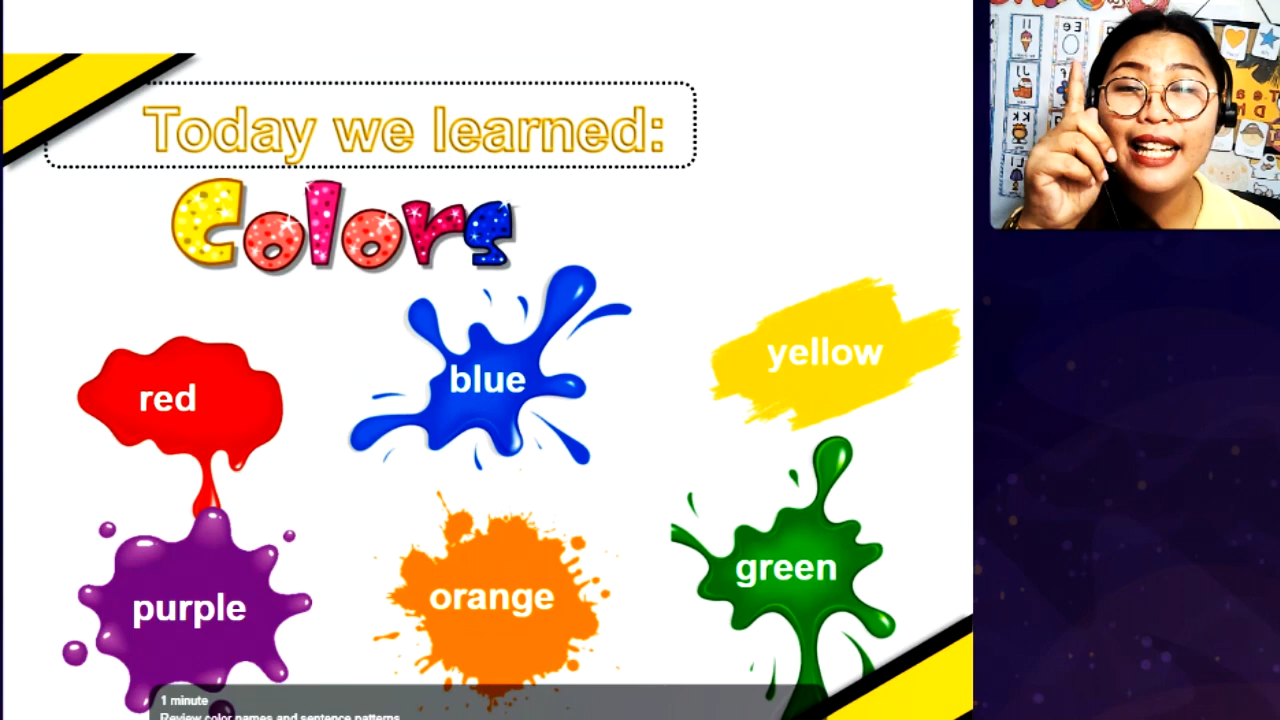 Today we learned:
Colors
red
blue
yellow
purple
orange
green
1 minute
Review color names and sentence patterns